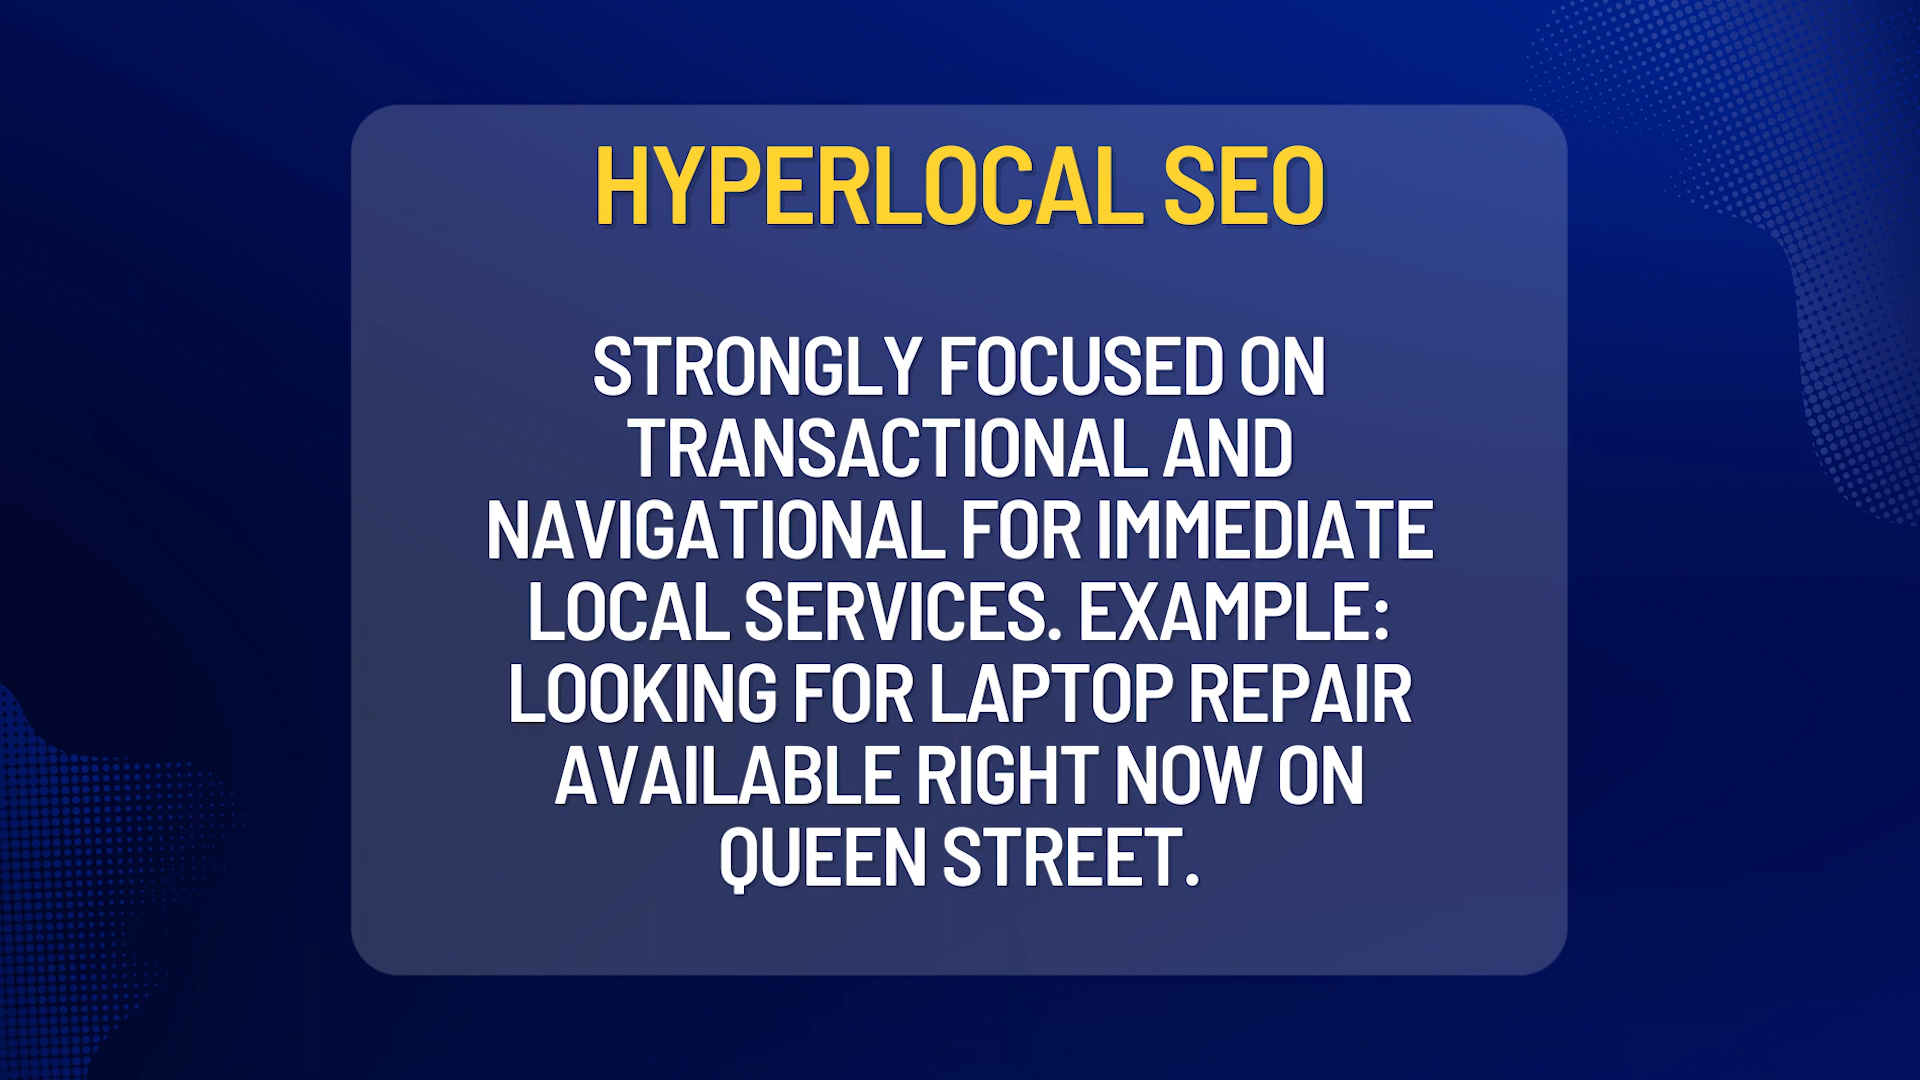 HYPERLOCAL SEO
STRONGLY FOCUSED ON
TRANSACTIONAL AND
NAVIGATIONAL FOR IMMEDIATE
LOCAL SERVICES. EXAMPLE:
LOOKING FOR LAPTOP REPAIR
AVAILABLE RIGHT NOW ON
QUEEN STREET.